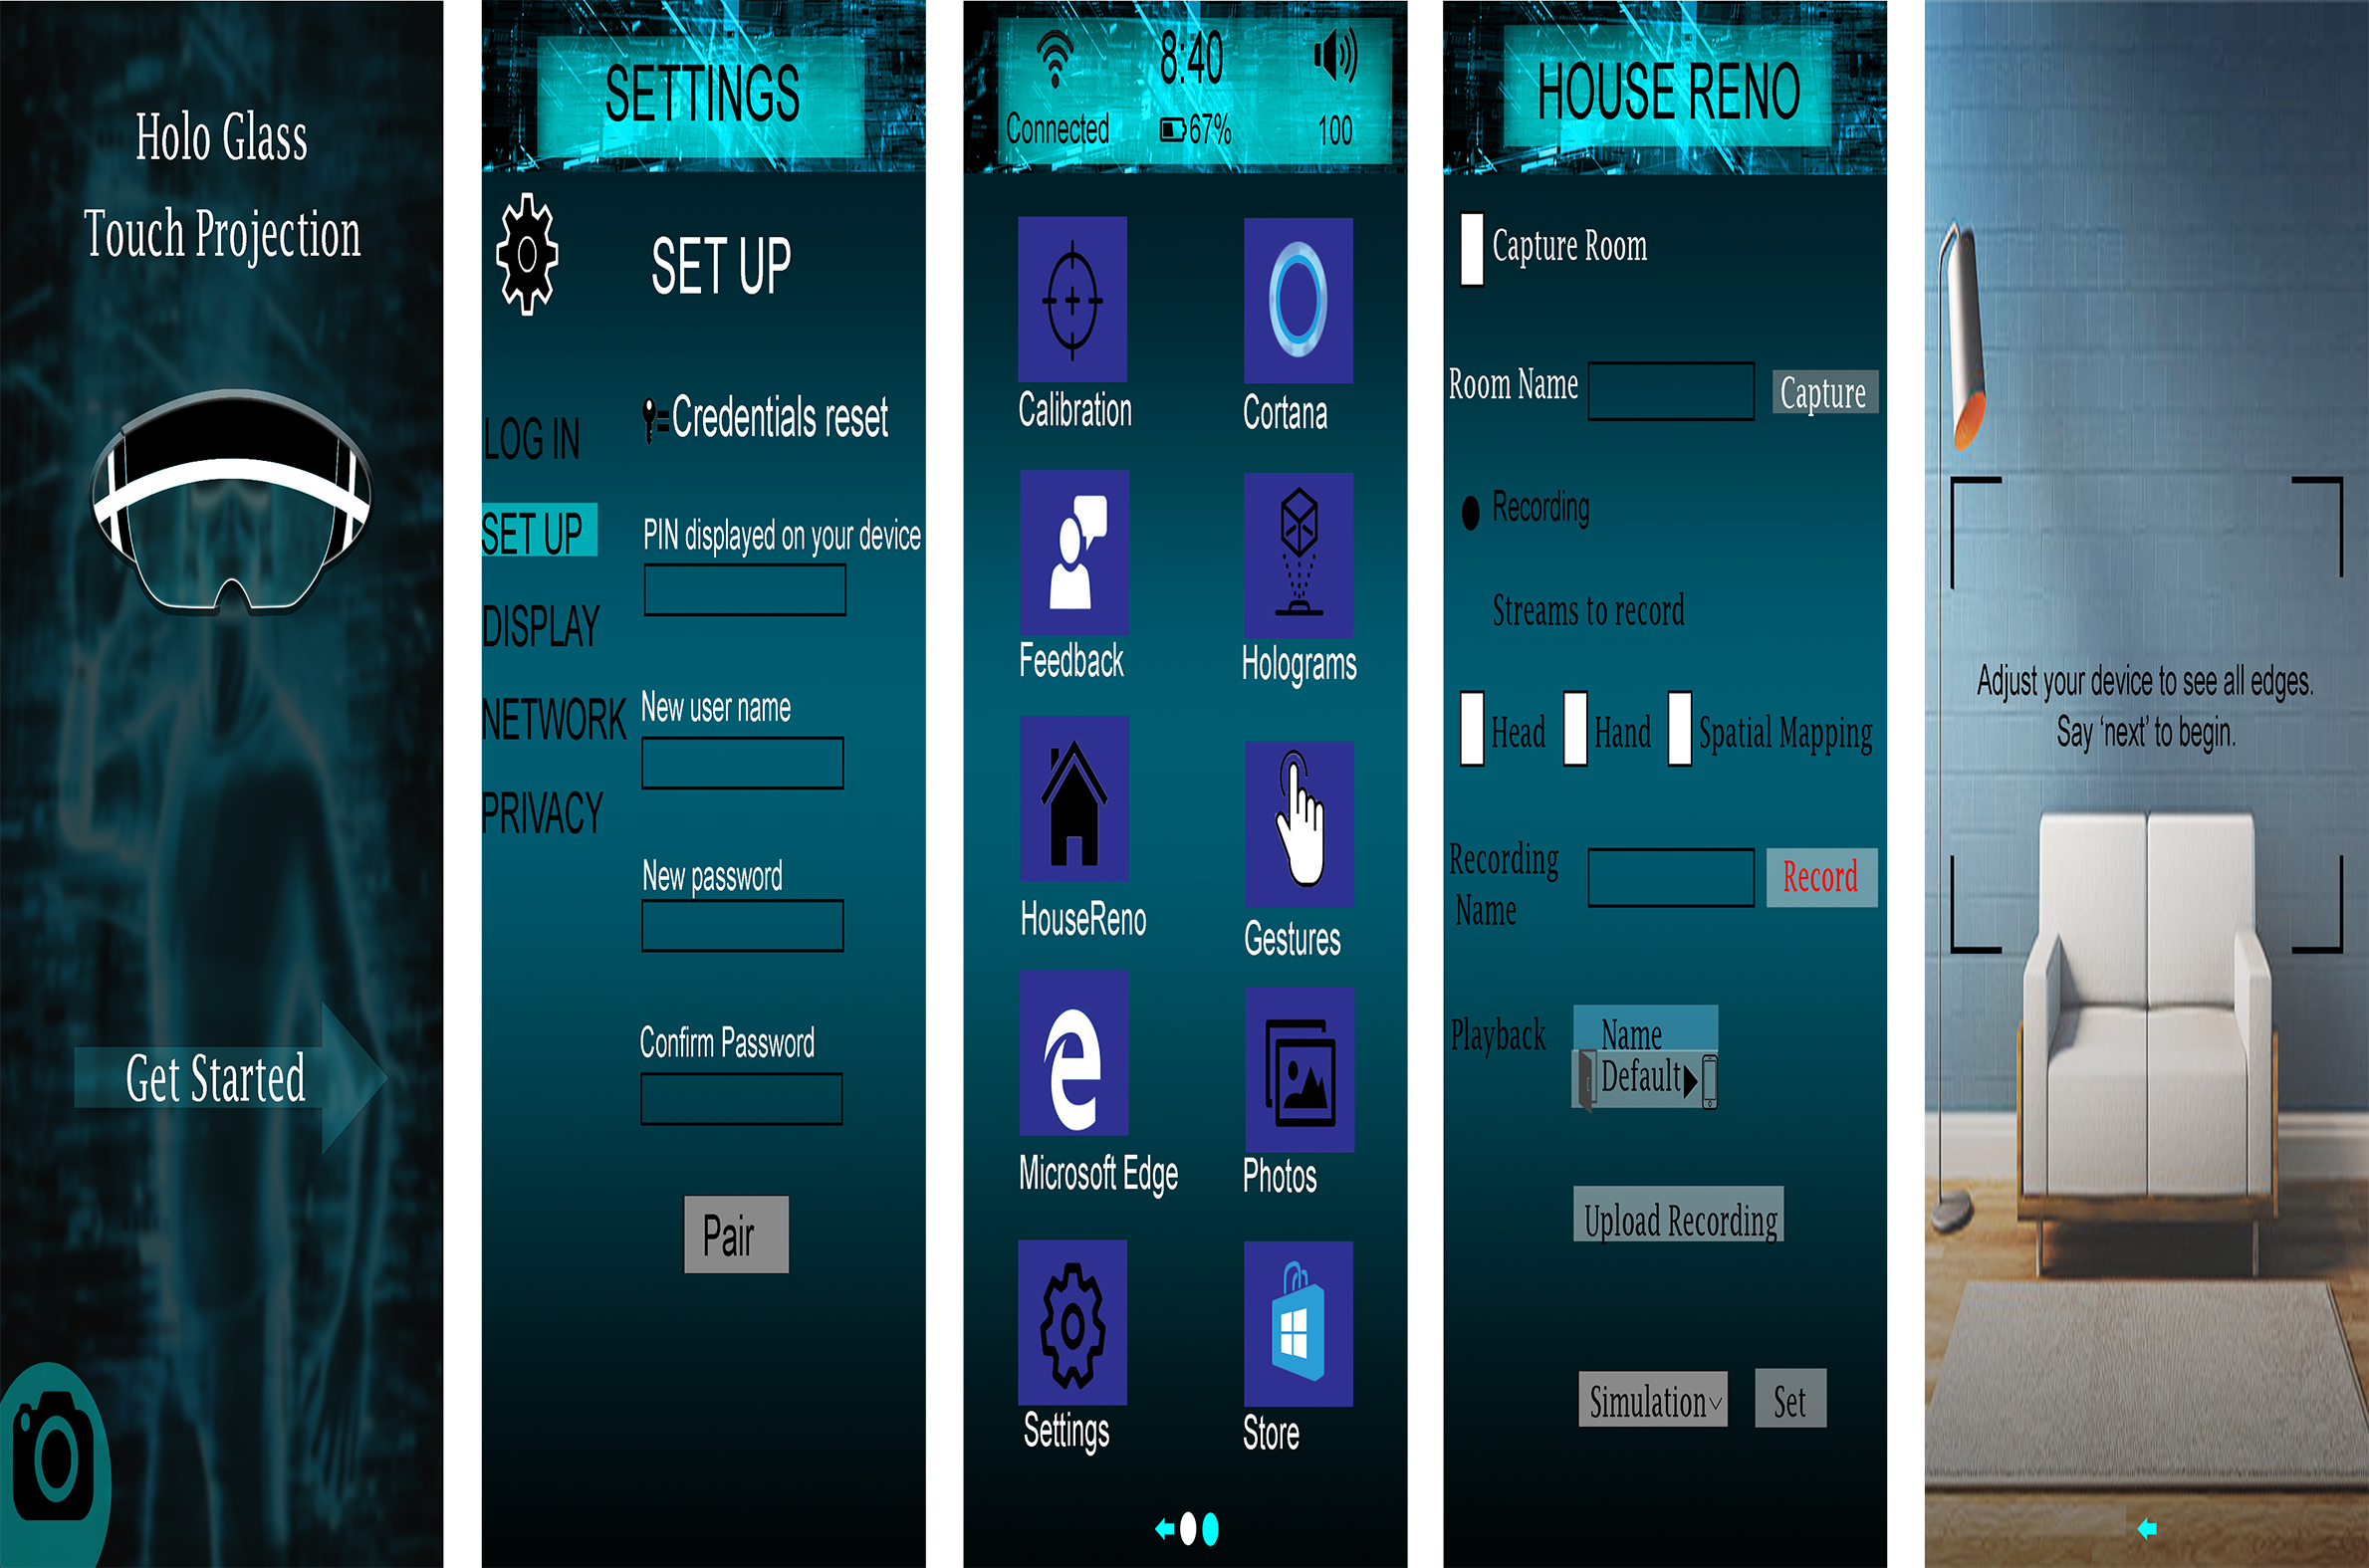 Holo Glass
Touch Projection
Get Started
SETTINGS
SET UP
Credentials reset
LOG IN
SET UP
DISPLAY
NETWORK
PRIVACY
PIN displayed on your device
New user name
New password
Confirm Password
Pair
8:40
Connected
67%
100
Calibration
Cortana
Feedback
Holograms
HouseReno
Gestures
Microsoft Edge
Photos
Settings
Store
HOUSE RENO
Capture Room
Room Name
Capture
Recording
Streams to record
Head
Hand
Spatial Mapping
Recording
Name
Record
Playback
Name
Default
Upload Recording
Simulation
Set
Adjust your device to see all edges.
Say ‘next’ to begin.